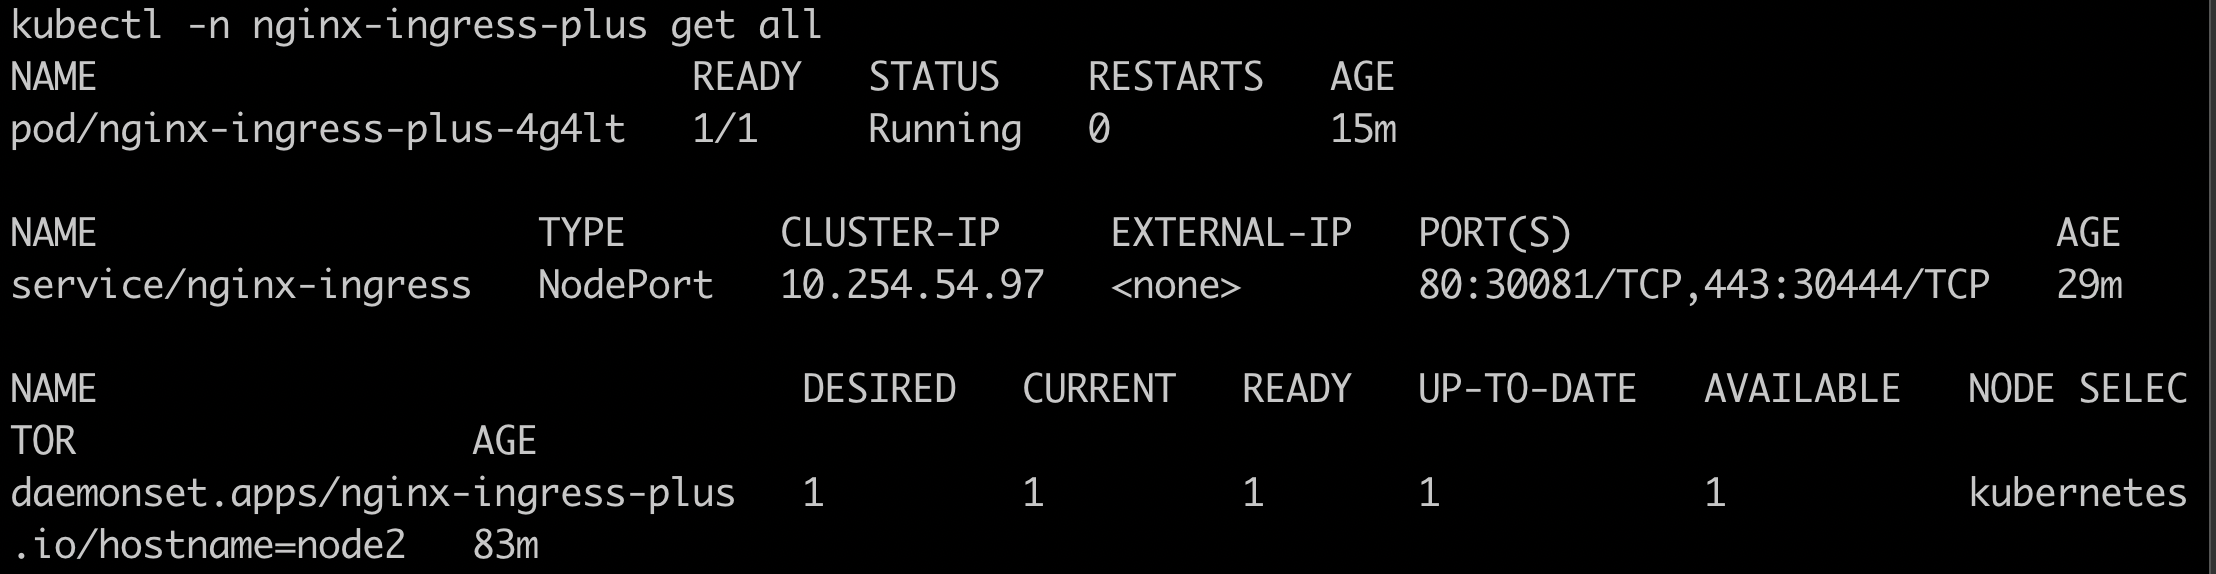 kubectl -n nginx-ingress-plus get all
NAME READY STATUS RESTARTS AGE
pod/nginx-ingress-plus-4g4lt 1/1 Running 0 15m
NAME TYPE CLUSTER-IP EXTERNAL-IP PORT(S) AGE
service/nginx-ingress NodePort 10.254.54.97 <none> 80:30081/TCP,443:30444/TCP 29m
NAME DESIRED CURRENT READY UP-TO-DATE AVAILABLE NODE SELEC
TOR AGE
daemonset.apps/nginx-ingress-plus 1 1 1 1 1 kubernetes
.io/hostname=node2 83m